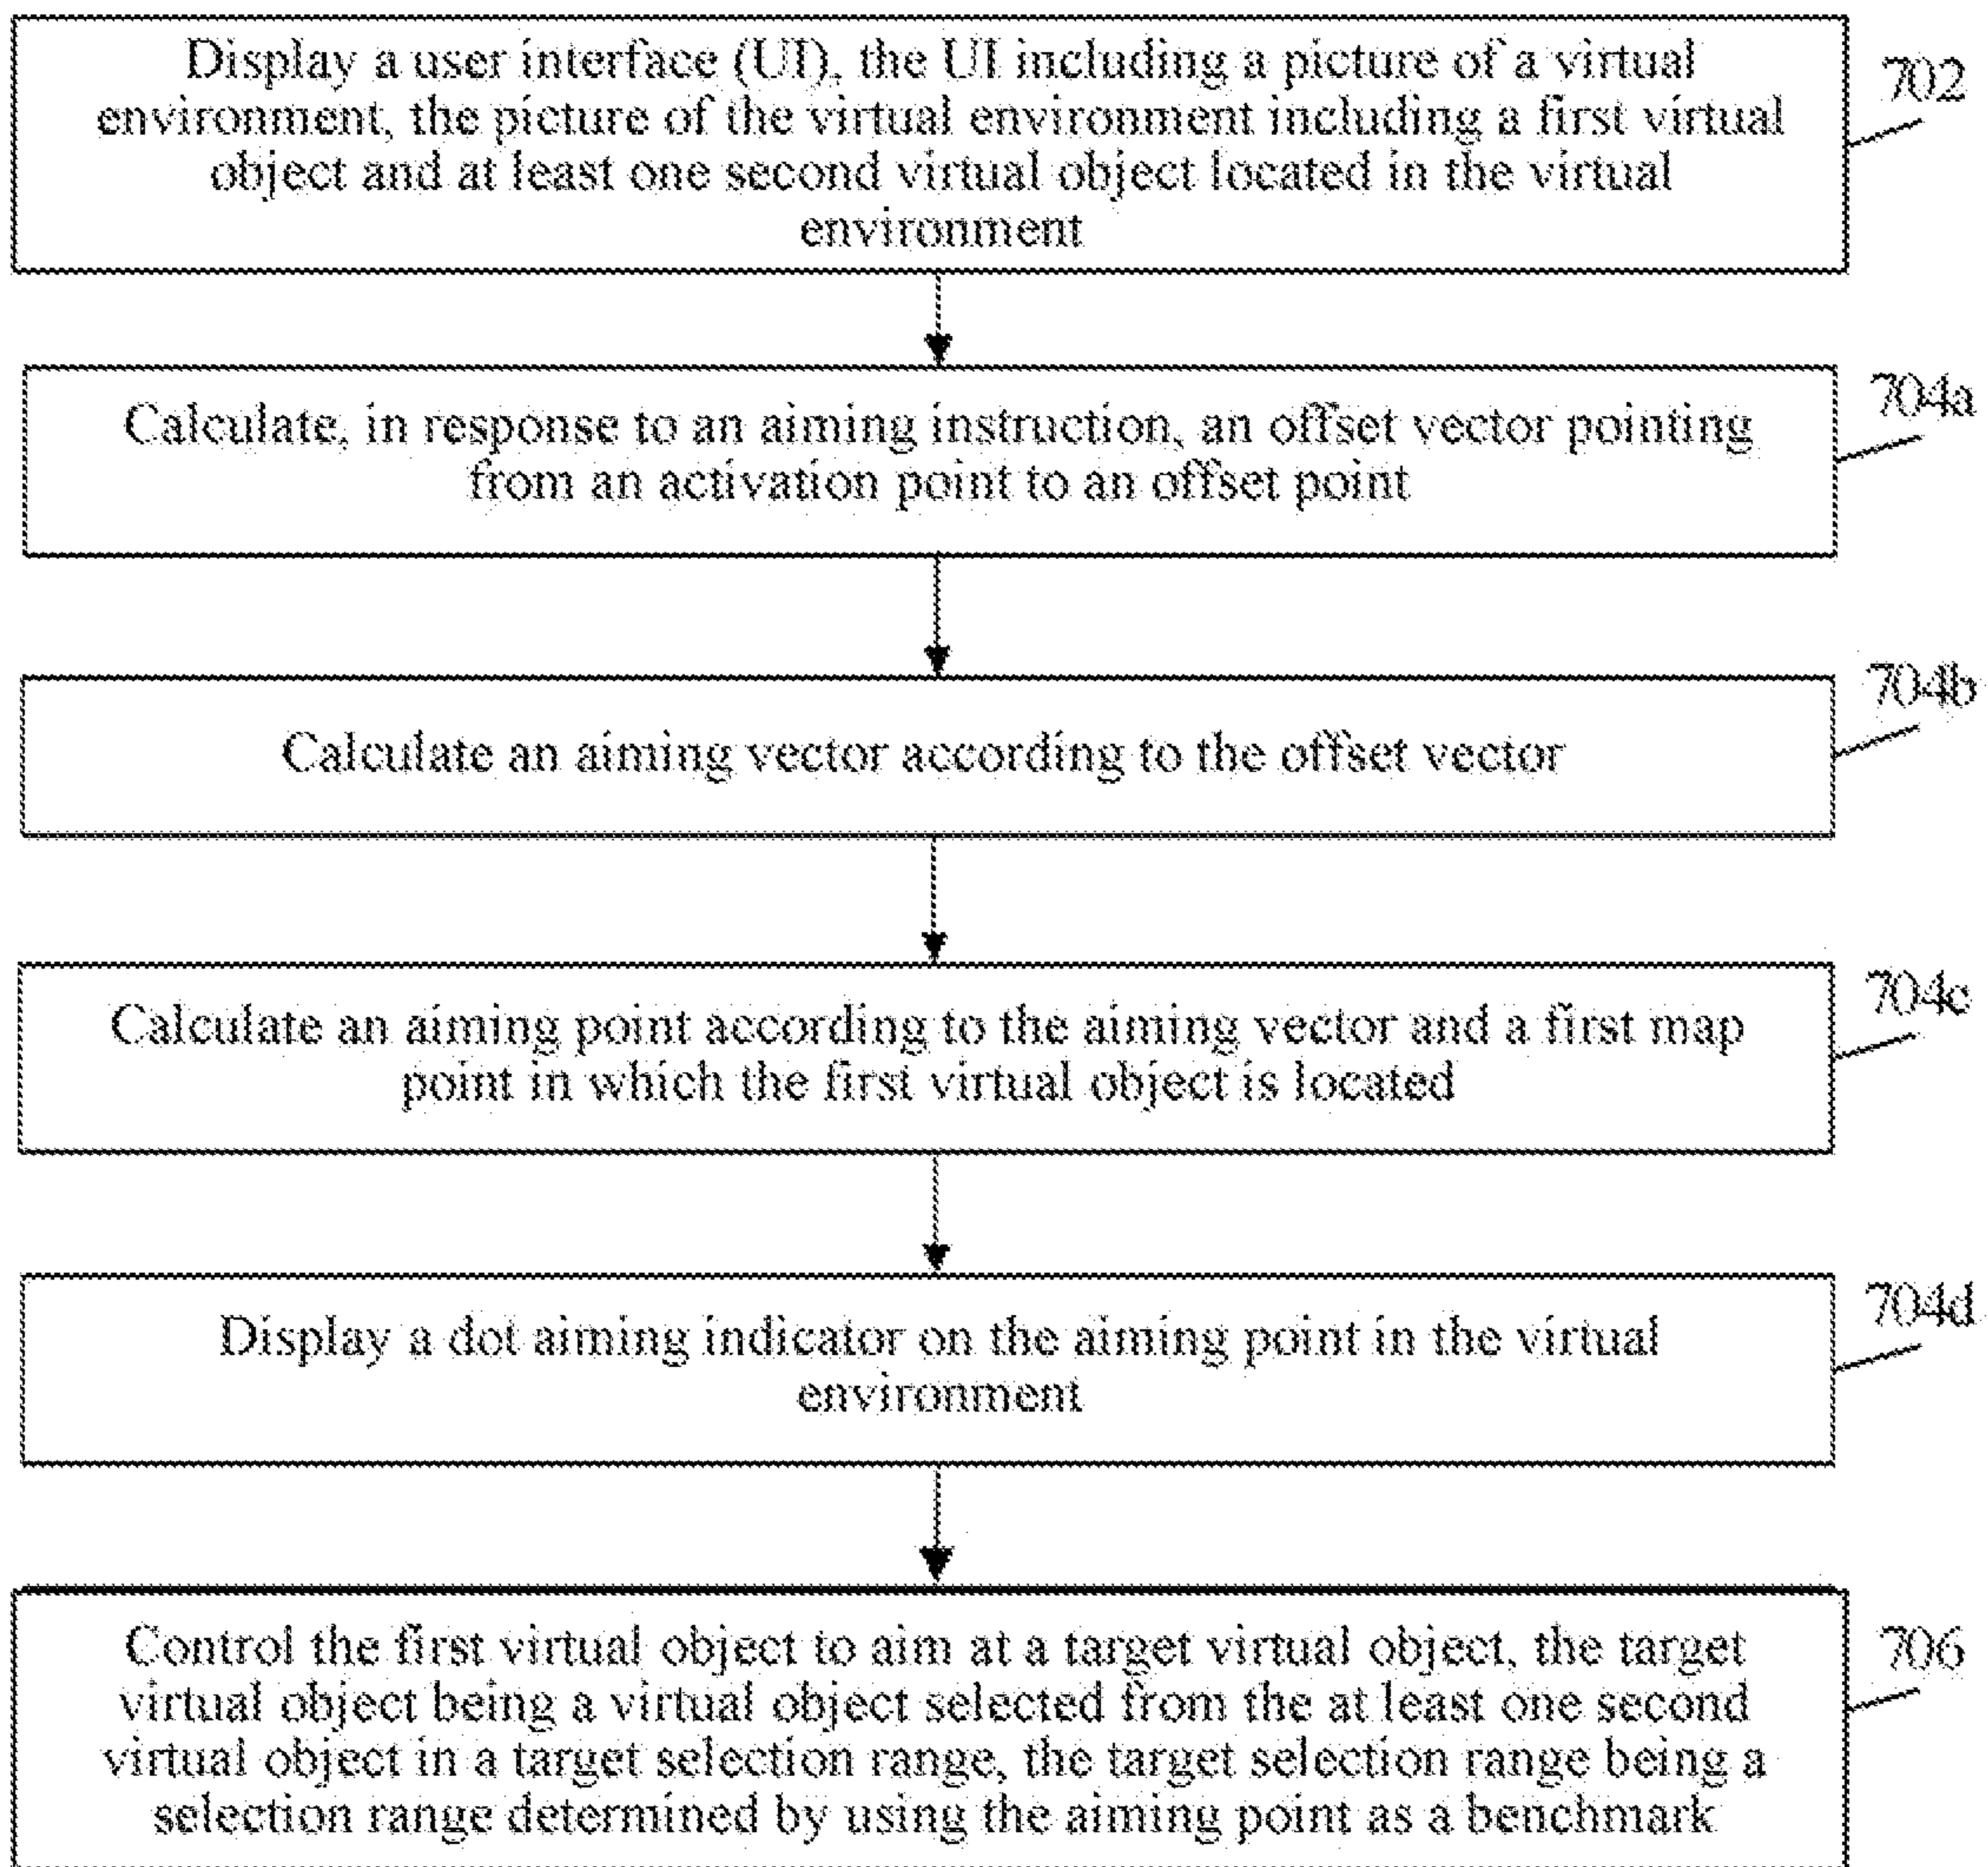 Display a user interface (UI), the UI including a picture of a virtual
environment, the picture of the virtual environment including a first virtual
object and at least one second virtual object located in the virtual
environment
702
Calculate, in response to an aiming instruction, an offset vector pointing
from an activation point to an offset point
704a
Calculate an aiming vector according to the offset vector
704b
Calculate an aiming point according to the aiming vector and a first map
point in which the first virtual object is located
704c
Display a dot aiming indicator on the aiming point in the virtual
environment
704d
Control the first virtual object to aim at a target virtual object, the target
virtual object being a virtual object selected from the at least one second
virtual object in a target selection range, the target selection range being a
selection range determined by using the aiming point as a benchmark
706